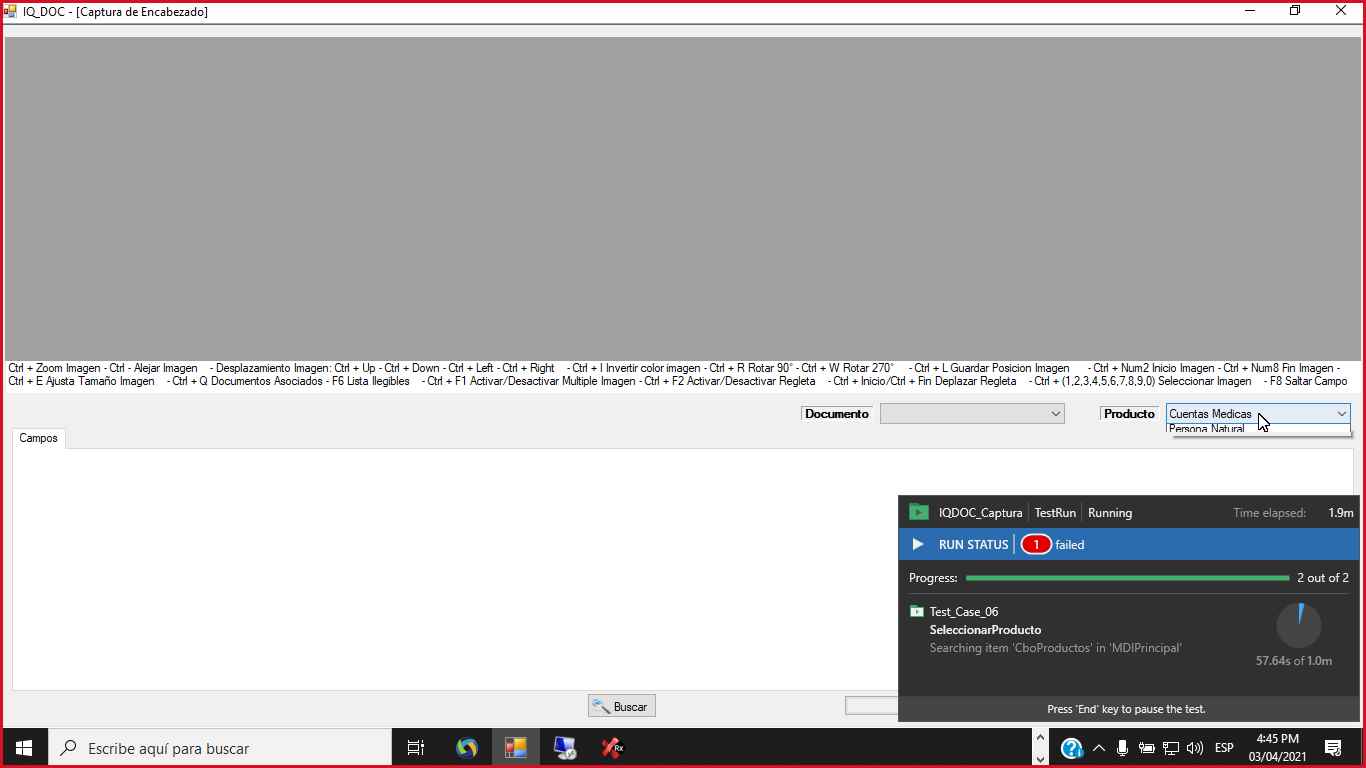 IQ_DOC - [Captura de Encabezado]
Ctrl + Zoom Imagen - Ctrl - Alejar Imagen - Desplazamiento Imagen: Ctrl + Up - Ctrl + Down - Ctrl + Left - Ctrl + Right - Ctrl + I Invertir color imagen - Ctrl + R Rotar 90° - Ctrl + W Rotar 270° - Ctrl + L Guardar Posicion Imagen - Ctrl + Num2 Inicio Imagen - Ctrl + Num8 Fin Imagen -
Ctrl + E Ajusta Tamaño Imagen - Ctrl + Q Documentos Asociados - F6 Lista Ilegibles - Ctrl + F1 Activar/Desactivar Multiple Imagen - Ctrl + F2 Activar/Desactivar Regleta - Ctrl + Inicio/Ctrl + Fin Deplazar Regleta - Ctrl + (1,2,3,4,5,6,7,8,9,0) Seleccionar Imagen - F8 Saltar Campo
Documento Producto Cuentas Medicas
Persona Natural
Campos
IQDOC_Captura TestRun Running Time elapsed: 1.9m
RUN STATUS 1 failed
Progress: 2 out of 2
Test_Case_06
SeleccionarProducto
Searching item 'CboProductos' in 'MDIPrincipal'
57.64s of 1.0m
Press 'End' key to pause the test.
Buscar
Escribe aquí para buscar
Rx
ESP
4:45 PM
03/04/2021